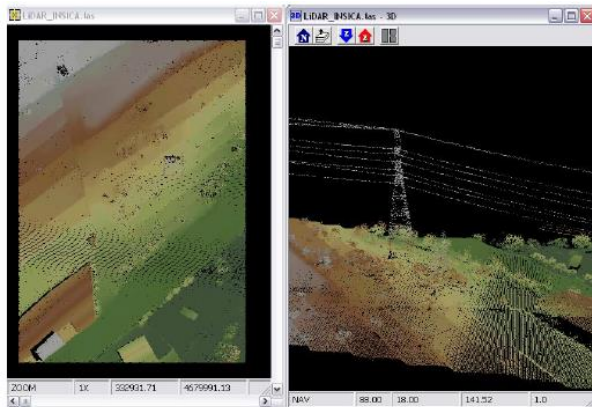 LiDAR_INSICA.las
ZOOM 1X 332931.71 4679991.13
3D LiDAR_INSICA.las - 3D
N Z Z
NAV 88.00 18.00 141.52 1.0